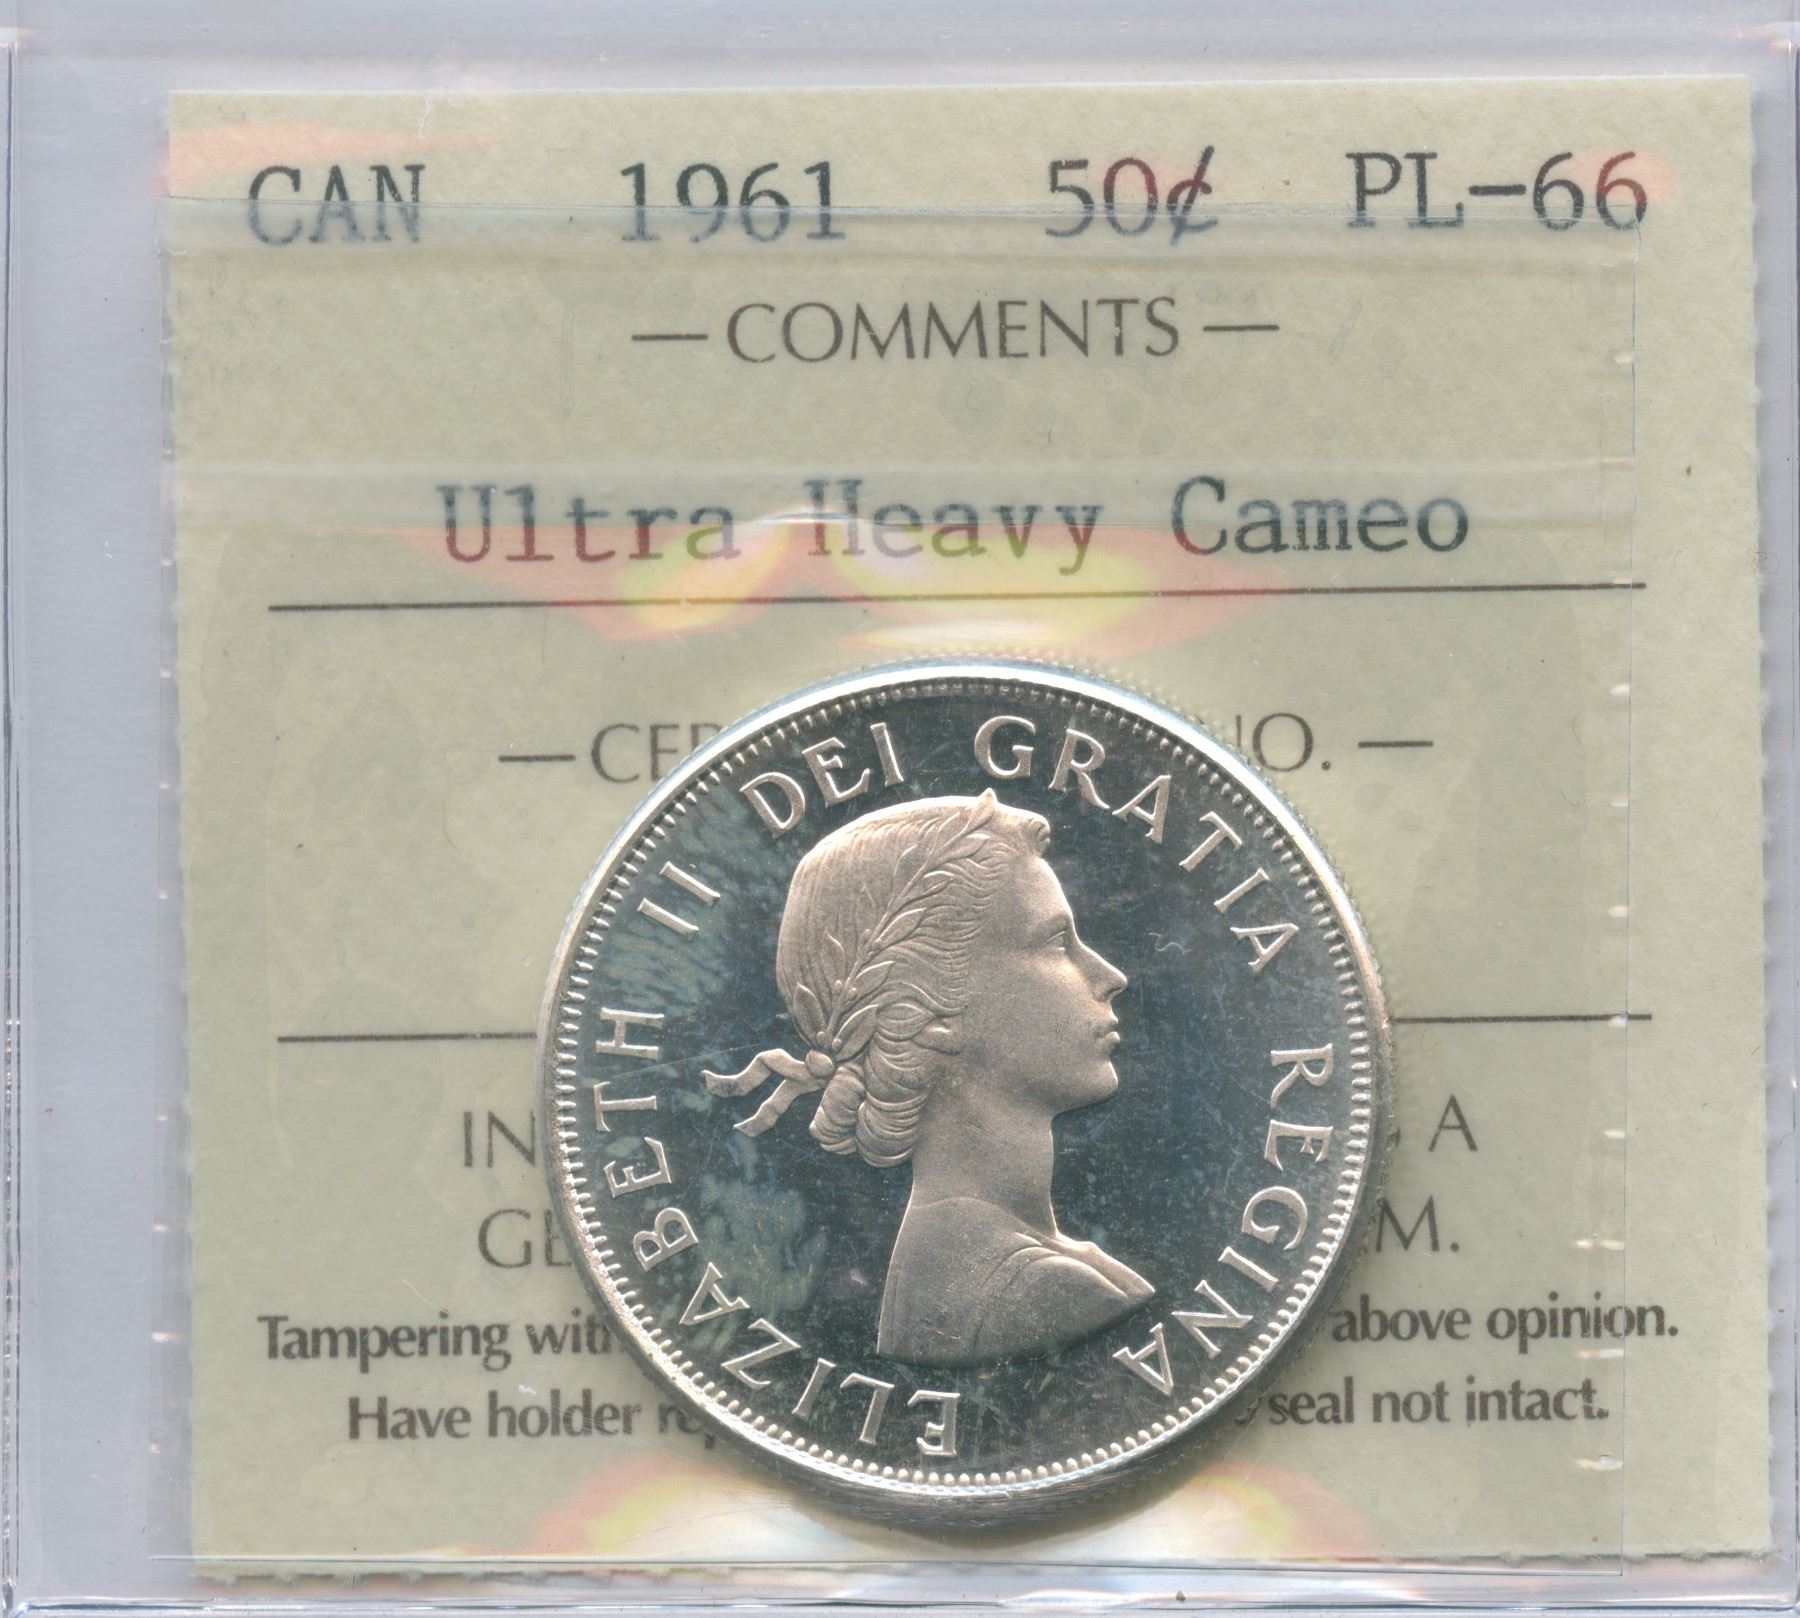 CAN 1961 50¢ PL-66
— COMMENTS —
Ultra Heavy Cameo
ELIZABETH II DEI GRATIA REGINA
A
Tampering
above opinion.
Have holder
seal not intact.